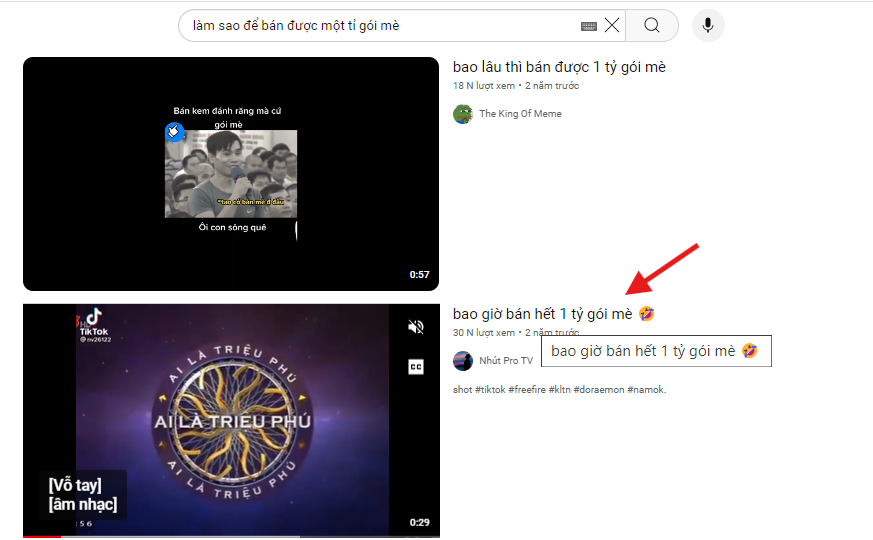 làm sao để bán được một tỉ gói mè
Bán kem đánh răng mà cứ
gói mè
*tao có bán mè đ đâu
Ôi con sông quê
0:57
bao lâu thì bán được 1 tỷ gói mè
18 N lượt xem • 2 năm trước
The King Of Meme
TikTok
@nv26122
AI LÀ TRIỆU PHÚ
AI LÀ TRIỆU PHÚ
AI LÀ TRIỆU PHÚ
CC
[Vỗ tay]
[âm nhạc]
0:29
bao giờ bán hết 1 tỷ gói mè 🤣
30 N lượt xem • 2 năm trước
bao giờ bán hết 1 tỷ gói mè 🤣
Nhút Pro TV
shot #tiktok #freefire #kltn #doraemon #namok.